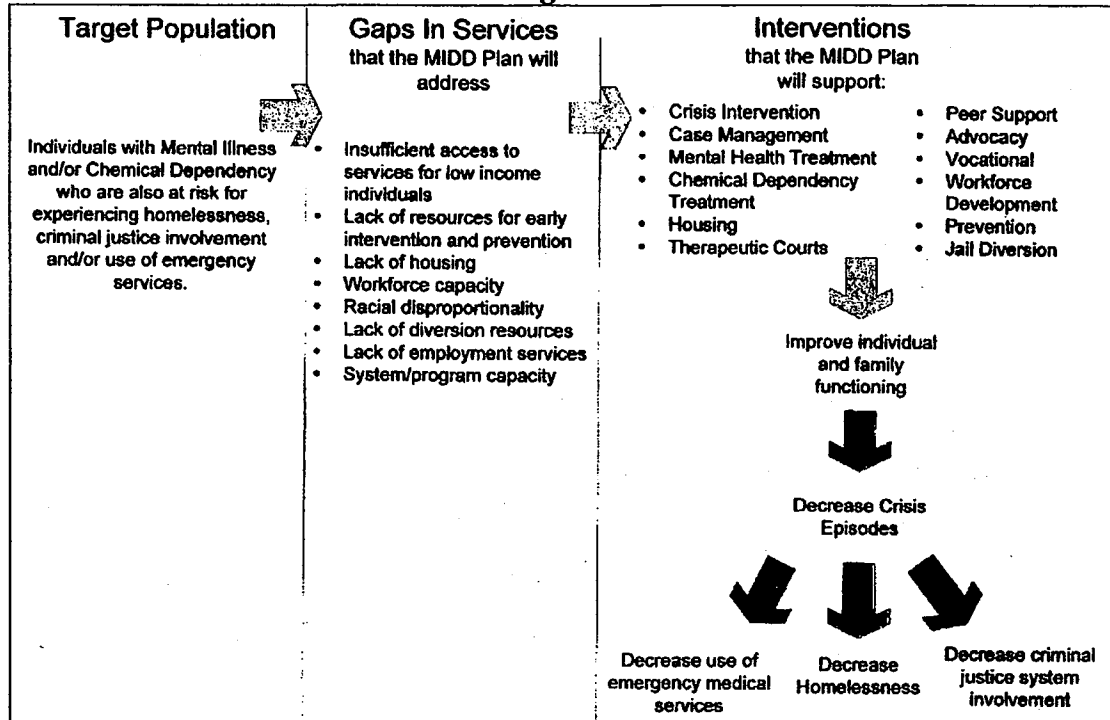 Target Population
Individuals with Mental Illness
and/or Chemical Dependency
who are also at risk for
experiencing homelessness,
criminal justice involvement
and/or use of emergency
services.
Gaps In Services
that the MIDD Plan will
address
• Insufficient access to
services for low income
individuals
• Lack of resources for early
intervention and prevention
• Lack of housing
• Workforce capacity
• Racial disproportionality
• Lack of diversion resources
• Lack of employment services
• System/program capacity
Interventions
that the MIDD Plan
will support:
• Crisis Intervention
• Case Management
• Mental Health Treatment
• Chemical Dependency
Treatment
• Housing
• Therapeutic Courts
• Peer Support
• Advocacy
• Vocational
• Workforce
Development
• Prevention
• Jail Diversion
Improve individual
and family
functioning
Decrease Crisis
Episodes
Decrease use of
emergency medical
services
Decrease
Homelessness
Decrease criminal
justice system
involvement